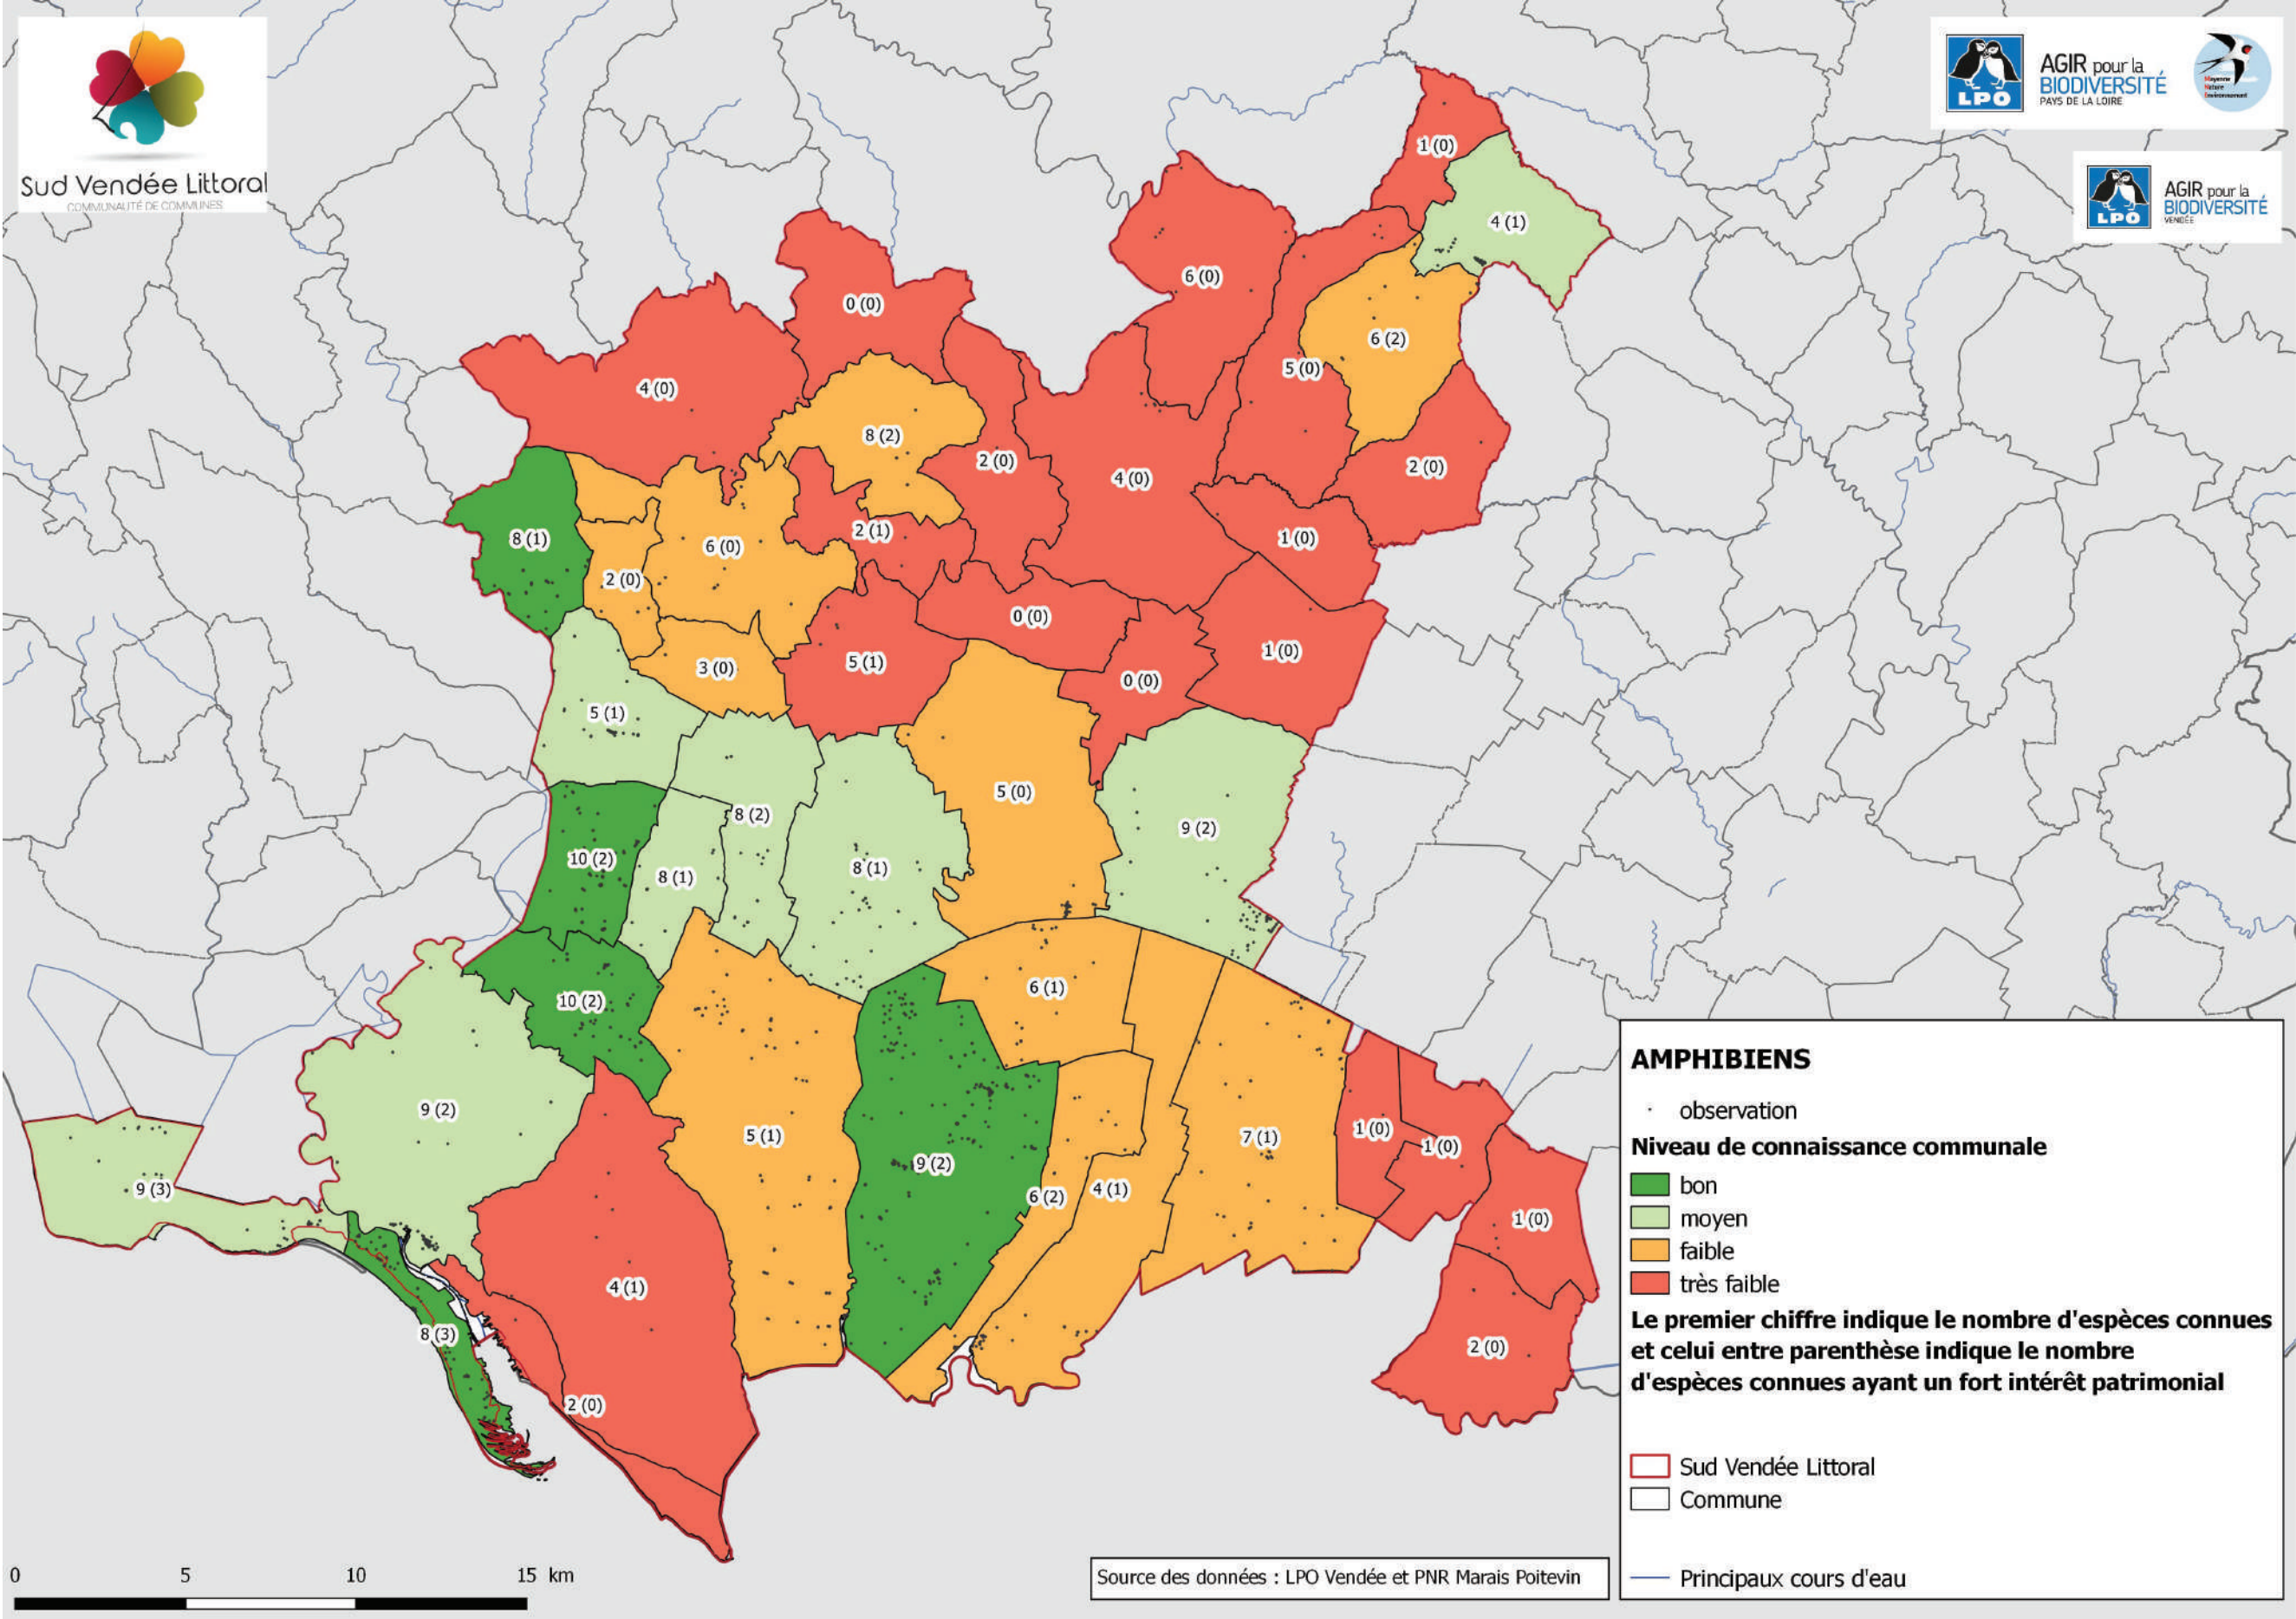 Sud Vendée Littoral
COMMUNAUTÉ DE COMMUNES
LPO
AGIR pour la
BIODIVERSITÉ
PAYS DE LA LOIRE
Mayenne
Nature
Environnement
LPO
AGIR pour la
BIODIVERSITÉ
VENDÉE
1 (0)
4 (1)
6 (0)
0 (0)
6 (2)
5 (0)
4 (0)
8 (2)
2 (0)
2 (0)
4 (0)
2 (1)
8 (1)
1 (0)
6 (0)
2 (0)
0 (0)
1 (0)
5 (1)
3 (0)
0 (0)
5 (1)
5 (0)
8 (2)
9 (2)
10 (2)
8 (1)
8 (1)
6 (1)
10 (2)
9 (2)
5 (1)
7 (1)
1 (0)
1 (0)
9 (2)
9 (3)
6 (2)
4 (1)
1 (0)
4 (1)
8 (3)
2 (0)
2 (0)
AMPHIBIENS
observation
Niveau de connaissance communale
bon
moyen
faible
très faible
Le premier chiffre indique le nombre d'espèces connues
et celui entre parenthèse indique le nombre
d'espèces connues ayant un fort intérêt patrimonial
Sud Vendée Littoral
Commune
Principaux cours d'eau
0 5 10 15 km
Source des données : LPO Vendée et PNR Marais Poitevin